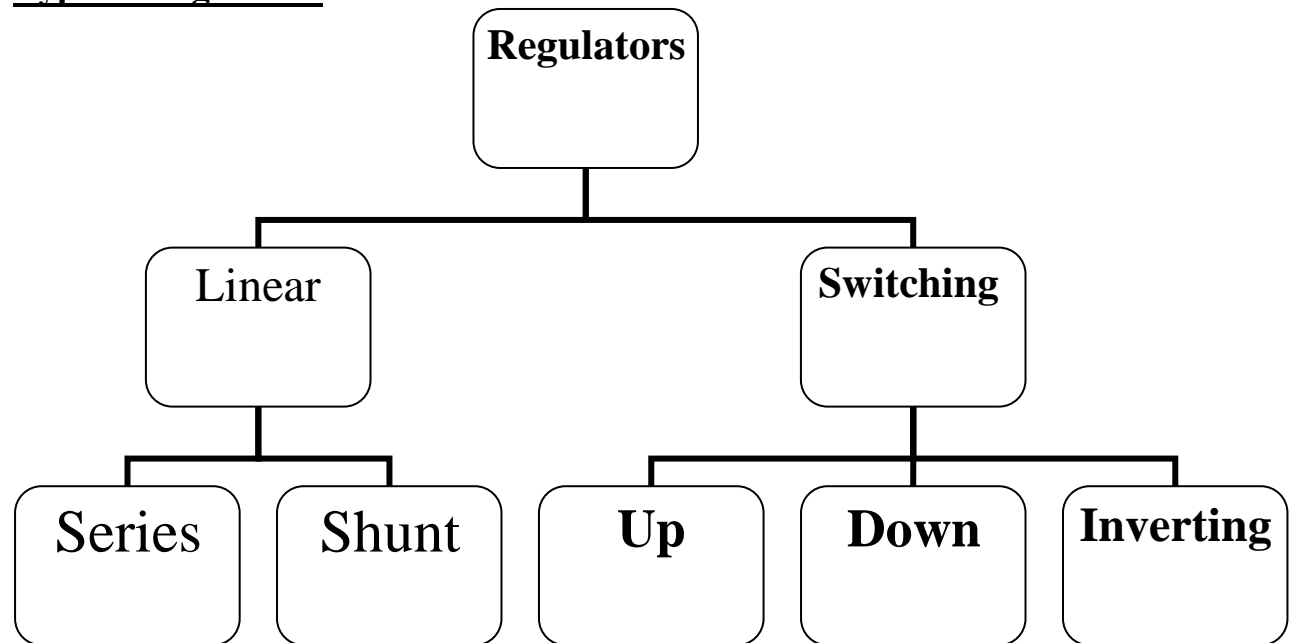 Regulators
Linear
Switching
Series
Shunt
Up
Down
Inverting